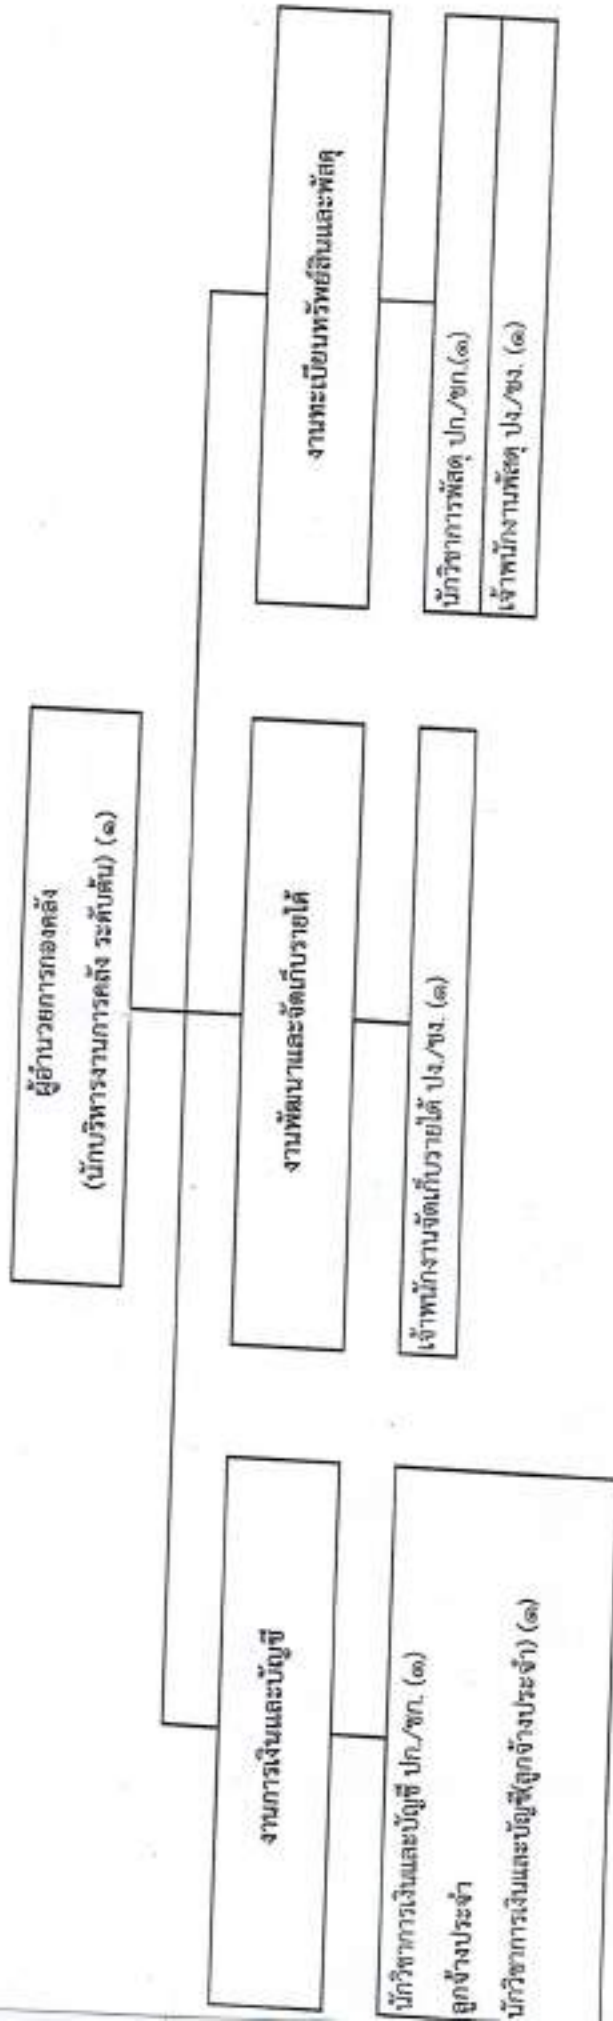 ผู้อำนวยการกองคลัง
(นักบริหารงานการคลัง ระดับต้น) (๑)
งานการเงินและบัญชี
งานพัฒนาและจัดเก็บรายได้
งานทะเบียนทรัพย์สินและพัสดุ
นักวิชาการเงินและบัญชี ปก./ชก. (๑)
ลูกจ้างประจำ
นักวิชาการเงินและบัญชี(ลูกจ้างประจำ) (๑)
เจ้าพนักงานจัดเก็บรายได้ ปง./ชง. (๑)
นักวิชาการพัสดุ ปก./ชก.(๑)
เจ้าพนักงานพัสดุ ปง./ชง. (๑)